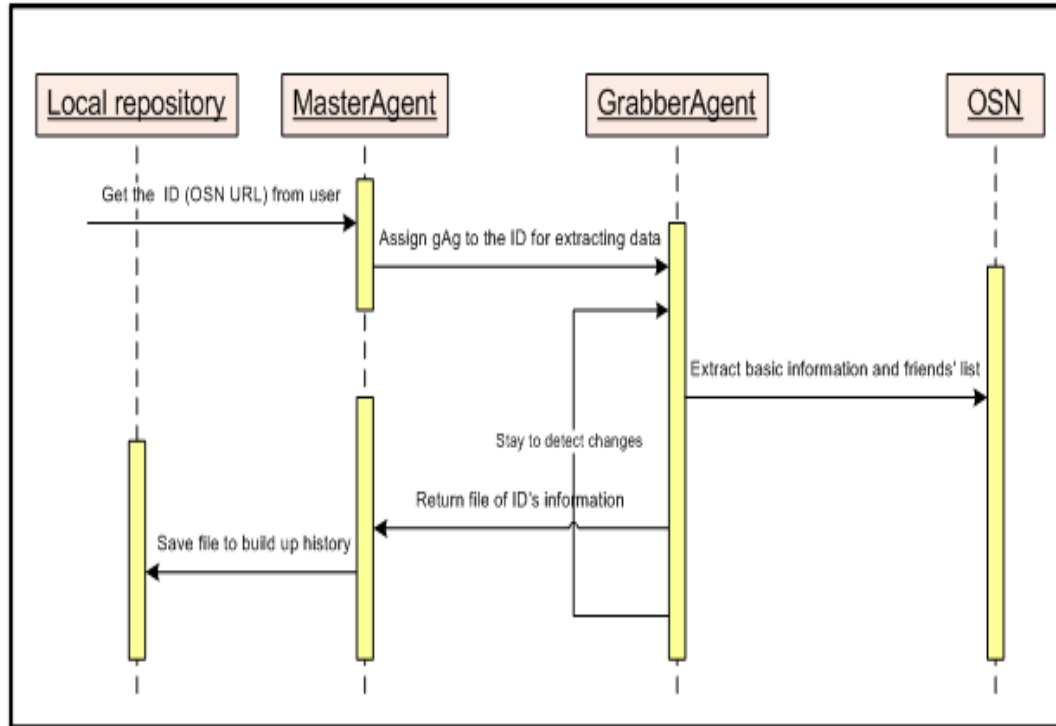 Local repository
MasterAgent
GrabberAgent
OSN
Get the ID (OSN URL) from user
Assign gAg to the ID for extracting data
Extract basic information and friends' list
Stay to detect changes
Return file of ID's information
Save file to build up history